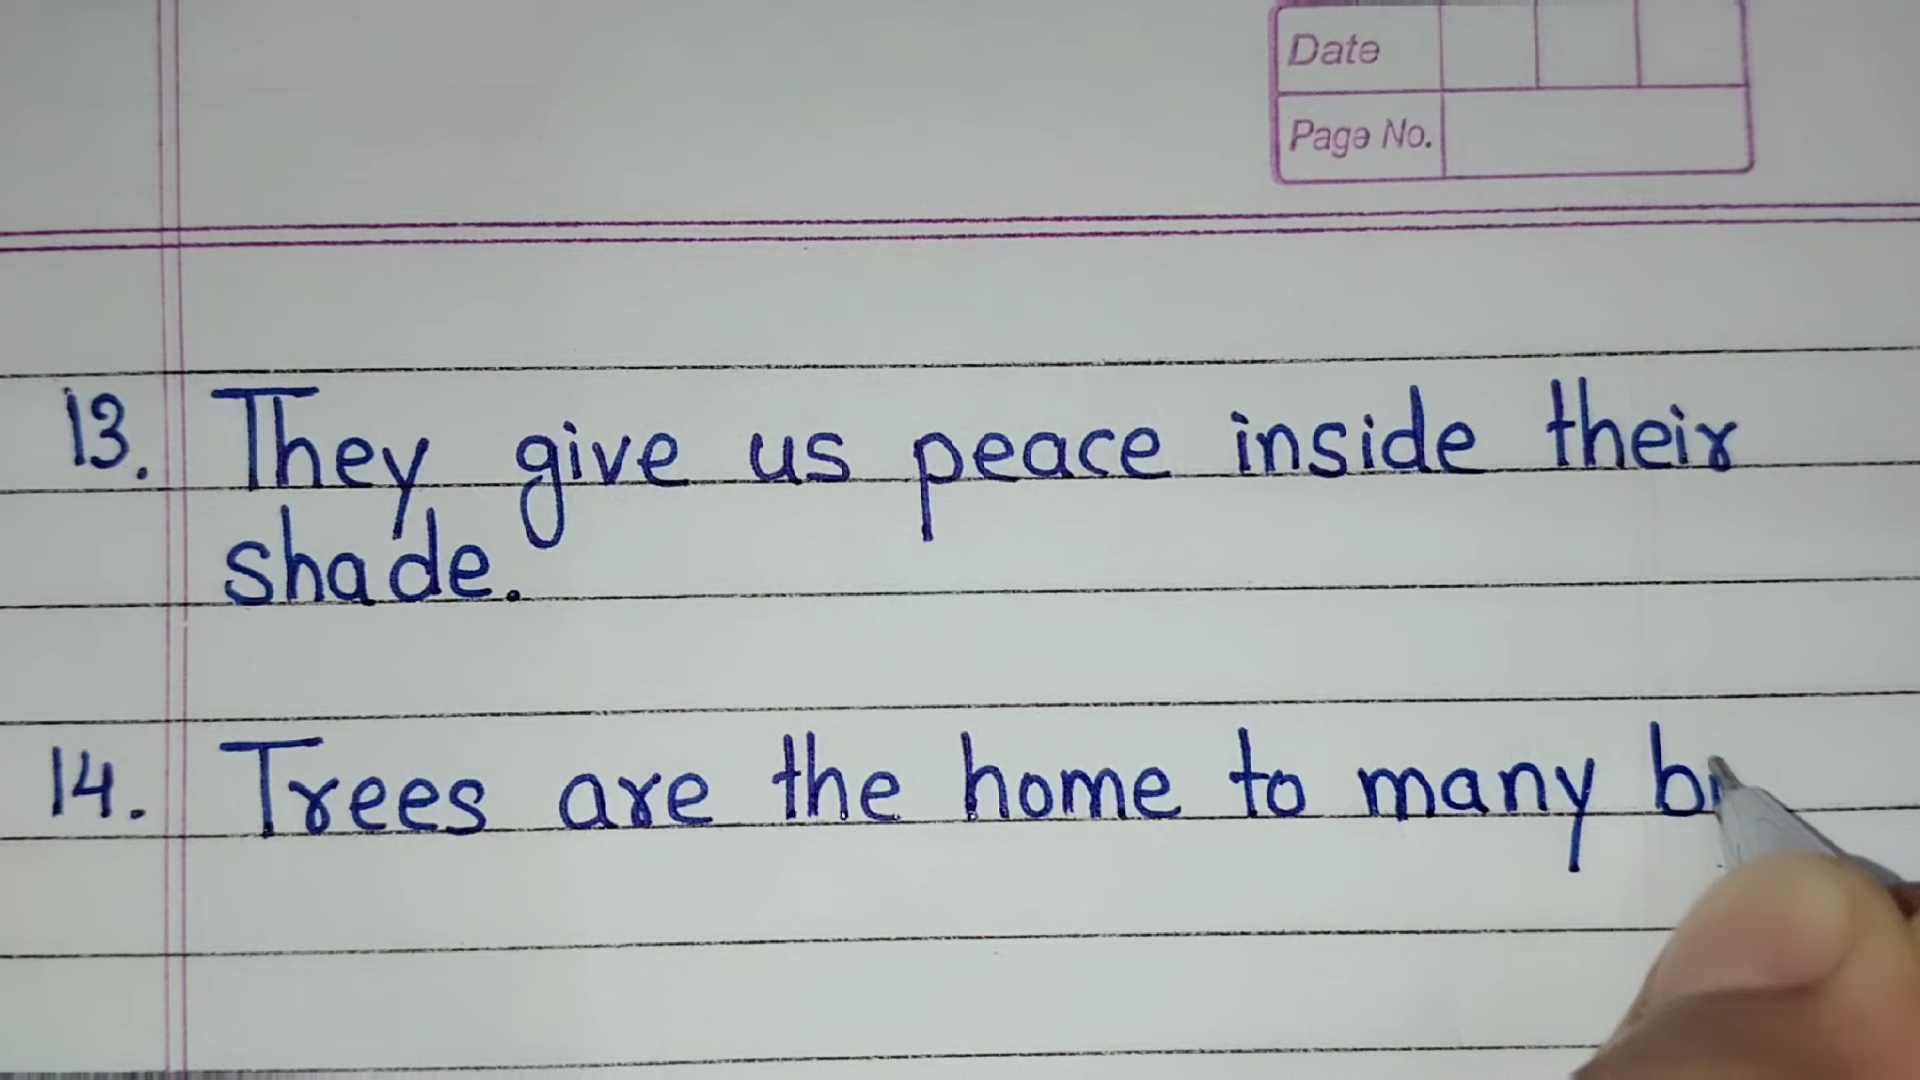 Date
Page No.
13. They give us peace inside their
shade.
14. Trees are the home to many